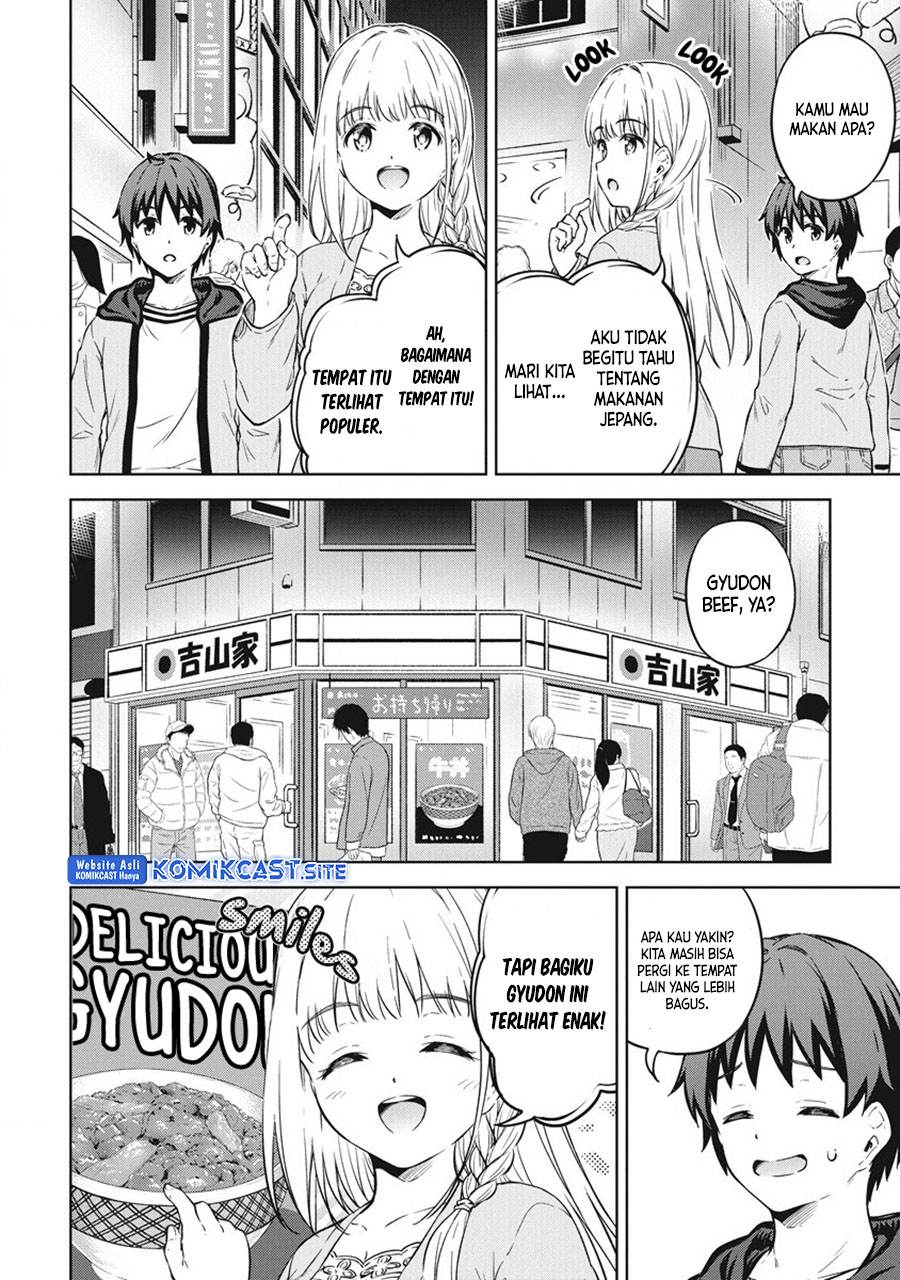 LOOK
LOOK
KAMU MAU
MAKAN APA?
AKU TIDAK
BEGITU TAHU
TENTANG
MAKANAN
JEPANG.
MARI KITA
LIHAT...
AH,
BAGAIMANA
DENGAN
TEMPAT ITU!
TEMPAT ITU
TERLIHAT
POPULER.
GYUDON
BEEF, YA?
吉山家
吉山家
お持ち帰り
牛丼
Website Asli
KOMIKCAST Hanya
KOMIKCAST.SITE
APA KAU YAKIN?
KITA MASIH BISA
PERGI KE TEMPAT
LAIN YANG LEBIH
BAGUS.
TAPI BAGIKU
GYUDON INI
TERLIHAT ENAK!
smile
DELICIOU
GYUDON